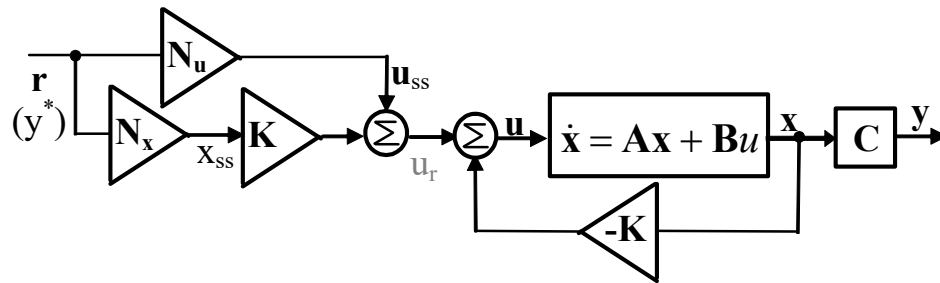 N_u
r
(y*)
u_ss
N_x
x_ss
K
Σ
u_r
Σ
u
ẋ = Ax + Bu
x
C
y
-K